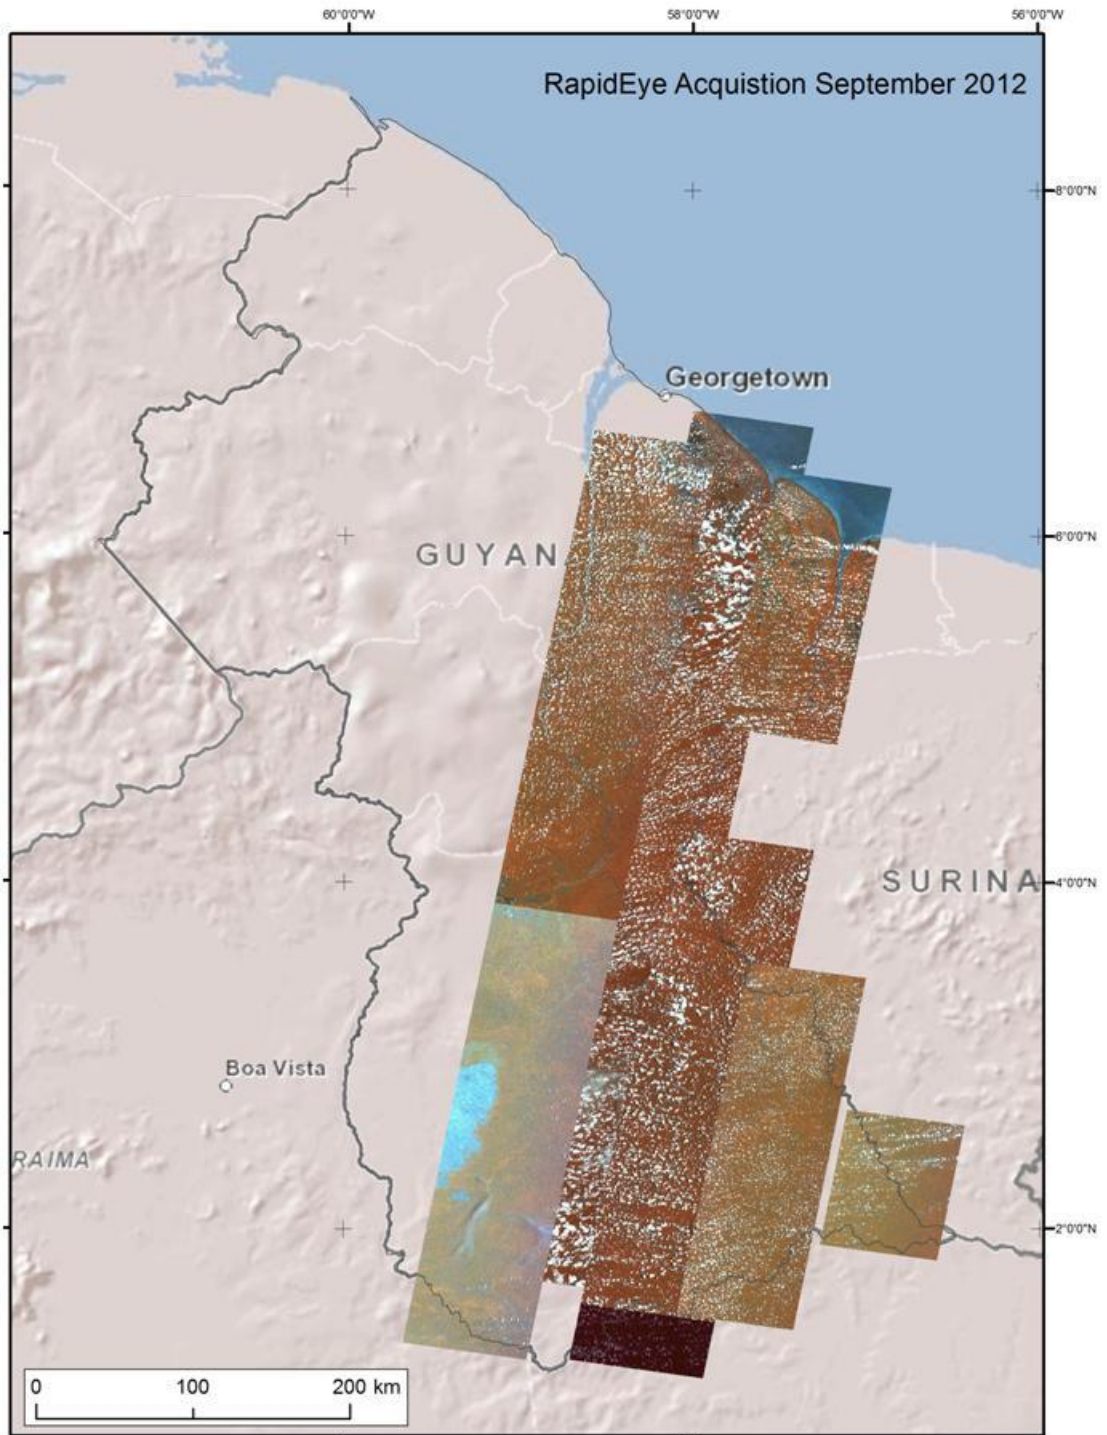 60°0'0"W 58°0'0"W 56°0'0"W
RapidEye Acquistion September 2012
8°0'0"N
Georgetown
6°0'0"N
GUYAN
4°0'0"N
SURINA
Boa Vista
RAIMA
2°0'0"N
0 100 200 km